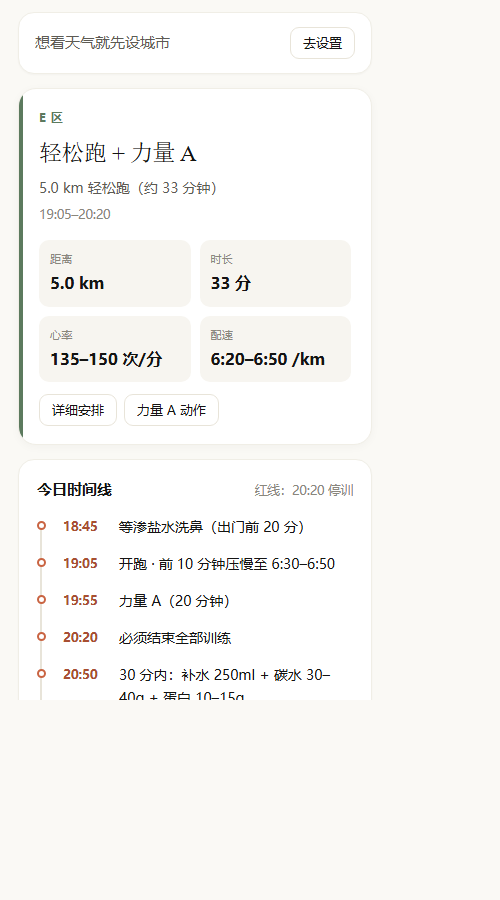 想看天气就先设城市
去设置
E 区
轻松跑 + 力量 A
5.0 km 轻松跑（约 33 分钟）
19:05–20:20
距离
时长
5.0 km
33 分
心率
配速
135–150 次/分
6:20–6:50 /km
详细安排
力量 A 动作
今日时间线
红线：20:20 停训
18:45 等渗盐水洗鼻（出门前 20 分）
19:05 开跑 · 前 10 分钟压慢至 6:30–6:50
19:55 力量 A（20 分钟）
20:20 必须结束全部训练
20:50 30 分内：补水 250ml + 碳水 30–
40g + 蛋白 10–15g